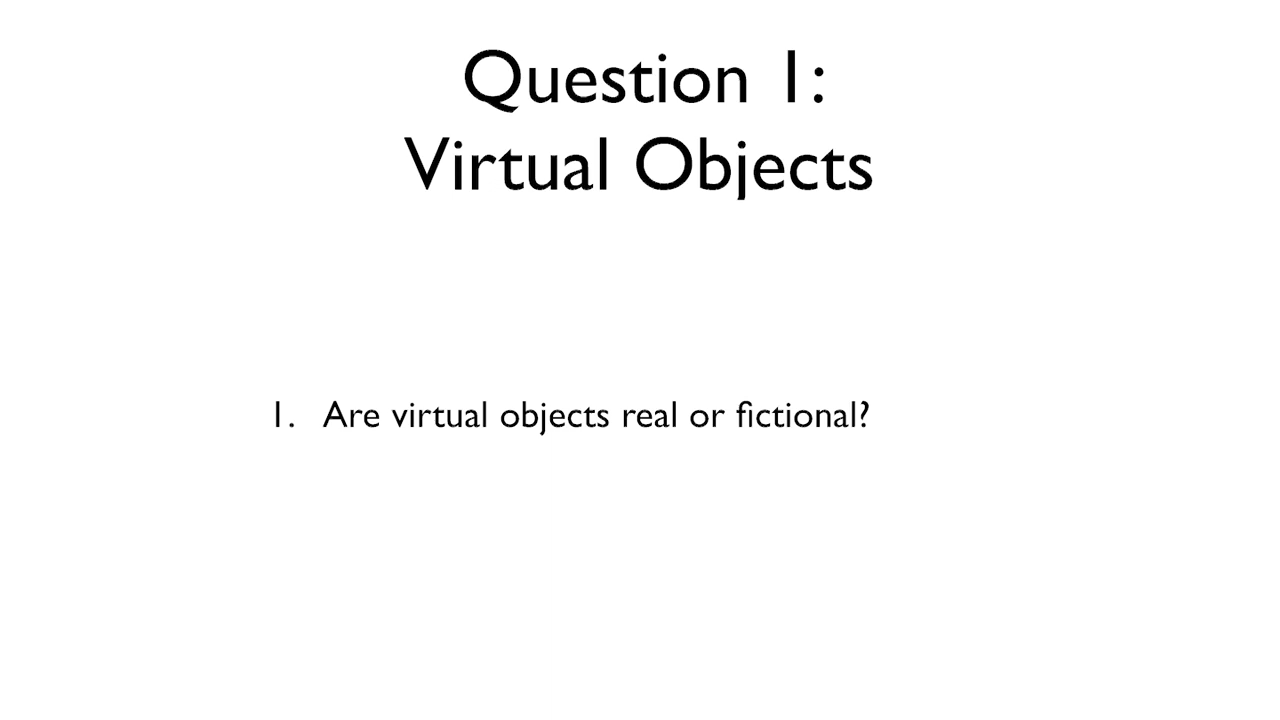 Question 1:
Virtual Objects
1. Are virtual objects real or fictional?